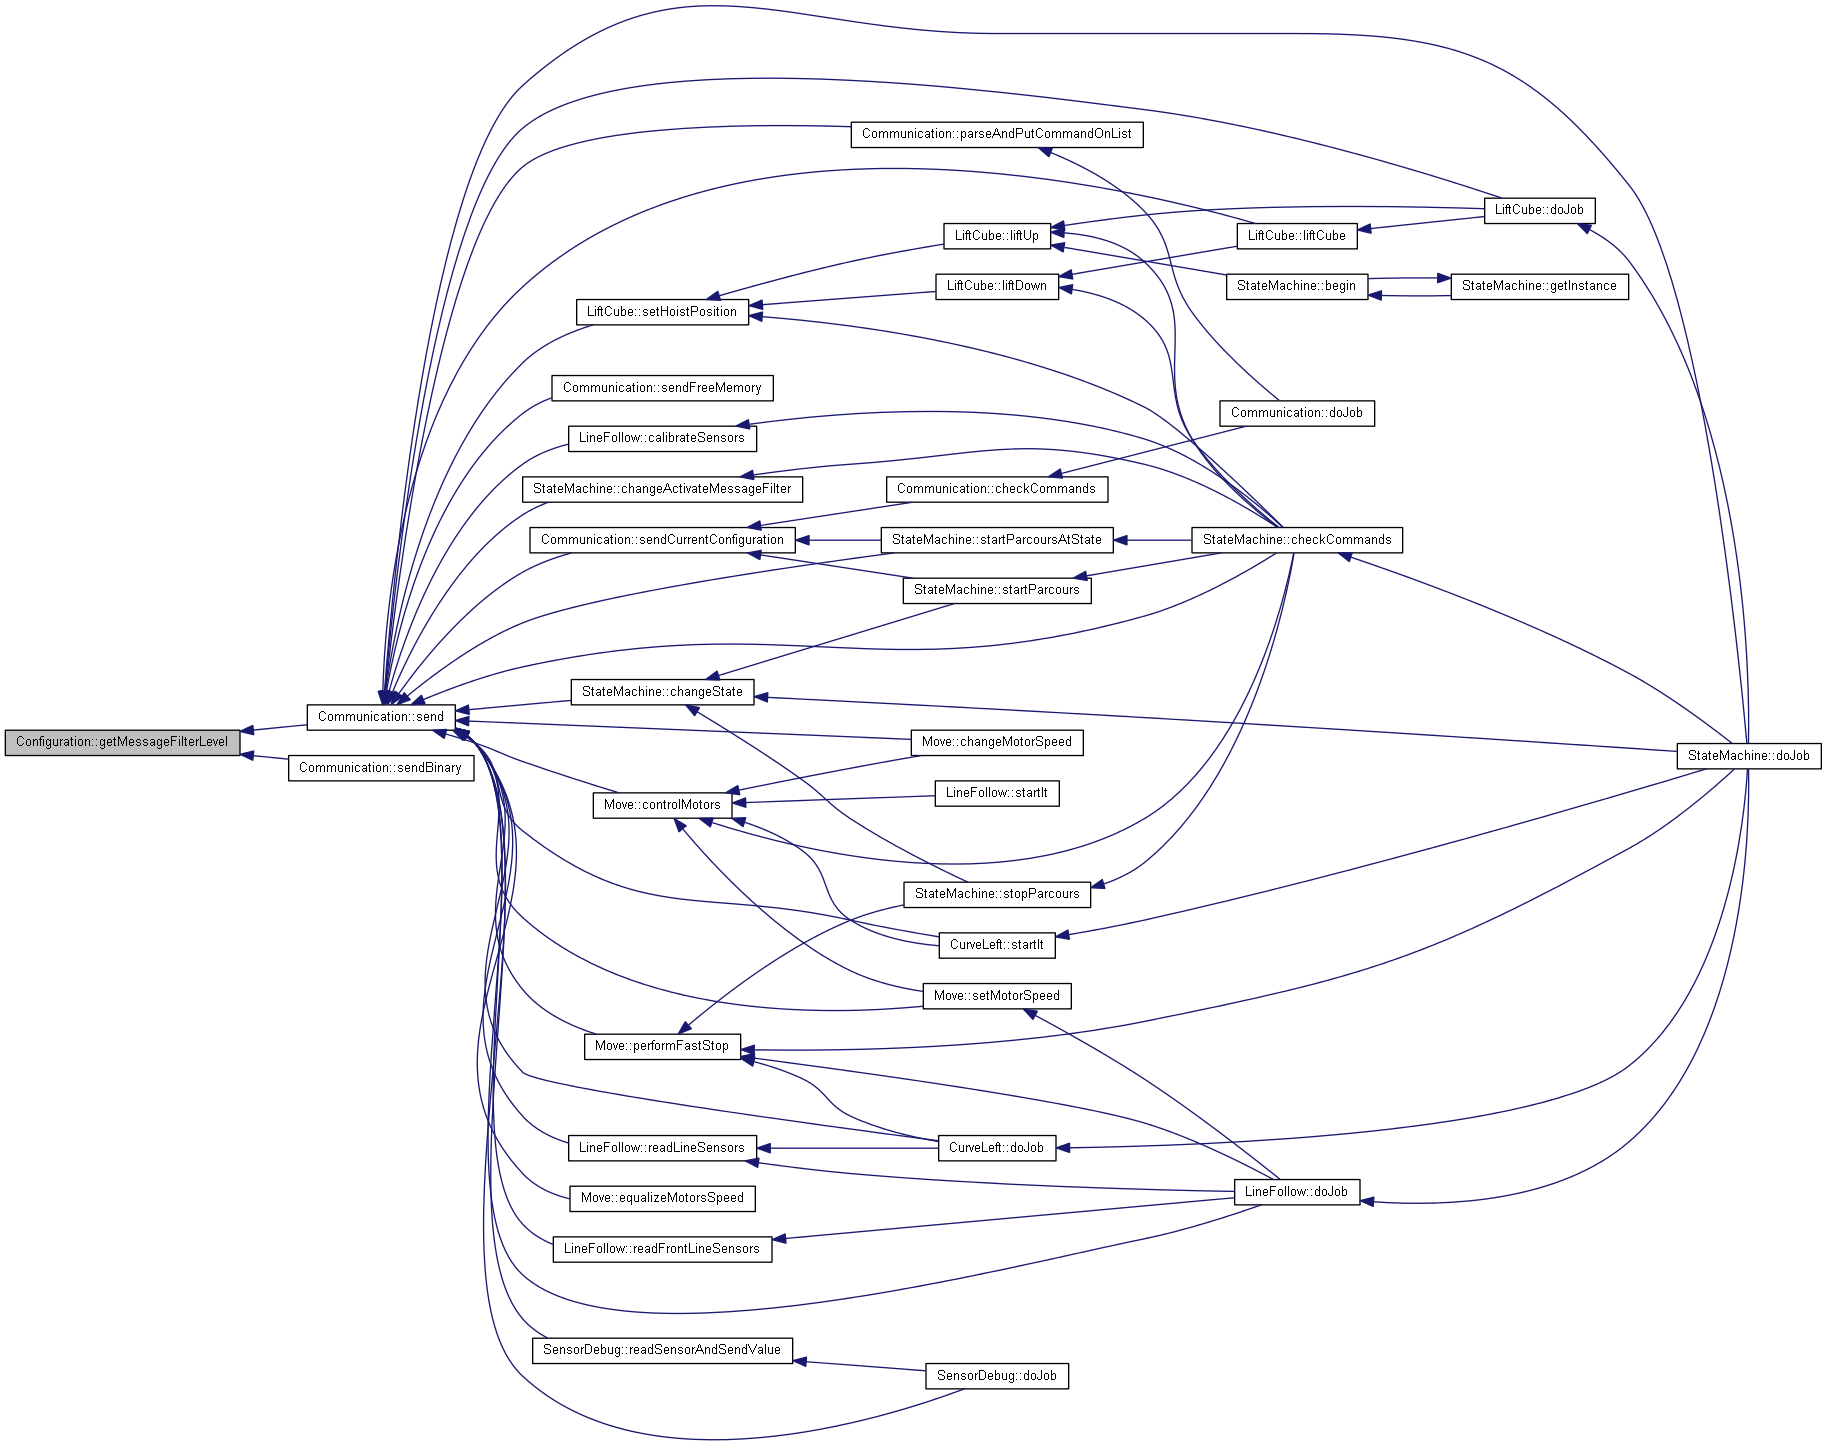 Communication::parseAndPutCommandOnList
LiftCube::doJob
LiftCube::liftUp
LiftCube::liftCube
LiftCube::liftDown
StateMachine::begin
StateMachine::getInstance
LiftCube::setHoistPosition
Communication::sendFreeMemory
Communication::doJob
LineFollow::calibrateSensors
StateMachine::changeActivateMessageFilter
Communication::checkCommands
Communication::sendCurrentConfiguration
StateMachine::startParcoursAtState
StateMachine::checkCommands
StateMachine::startParcours
StateMachine::changeState
Communication::send
Configuration::getMessageFilterLevel
Move::changeMotorSpeed
StateMachine::doJob
Communication::sendBinary
LineFollow::startIt
Move::controlMotors
StateMachine::stopParcours
CurveLeft::startIt
Move::setMotorSpeed
Move::performFastStop
LineFollow::readLineSensors
CurveLeft::doJob
LineFollow::doJob
Move::equalizeMotorsSpeed
LineFollow::readFrontLineSensors
SensorDebug::readSensorAndSendValue
SensorDebug::doJob